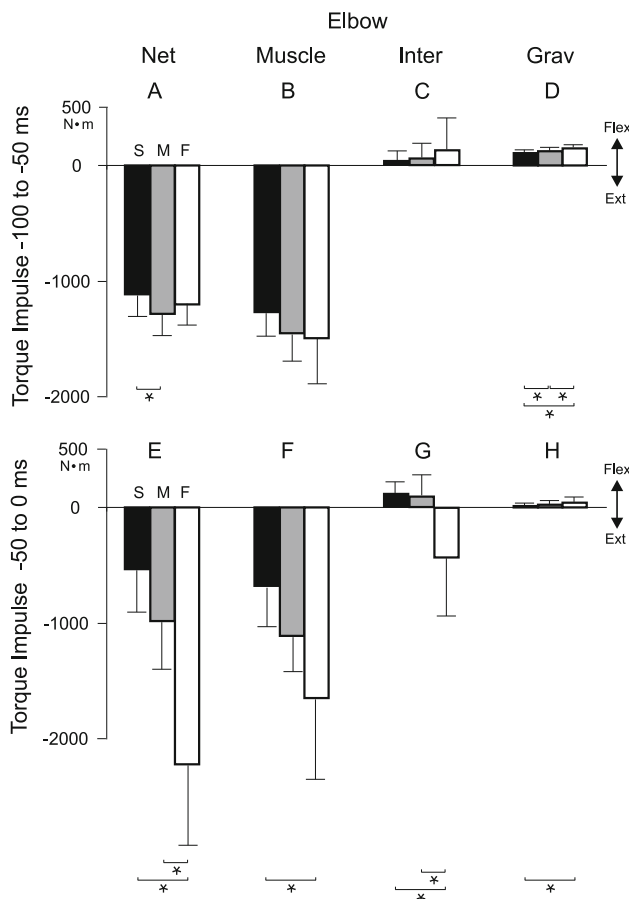 Elbow
Net Muscle Inter Grav
A B C D
Torque Impulse -100 to -50 ms
500
N•m
0
-1000
-2000
S M F
Flex
Ext
*
* *
*
E F G H
Torque Impulse -50 to 0 ms
500
N•m
0
-1000
-2000
S M F
Flex
Ext
* *
* * * *